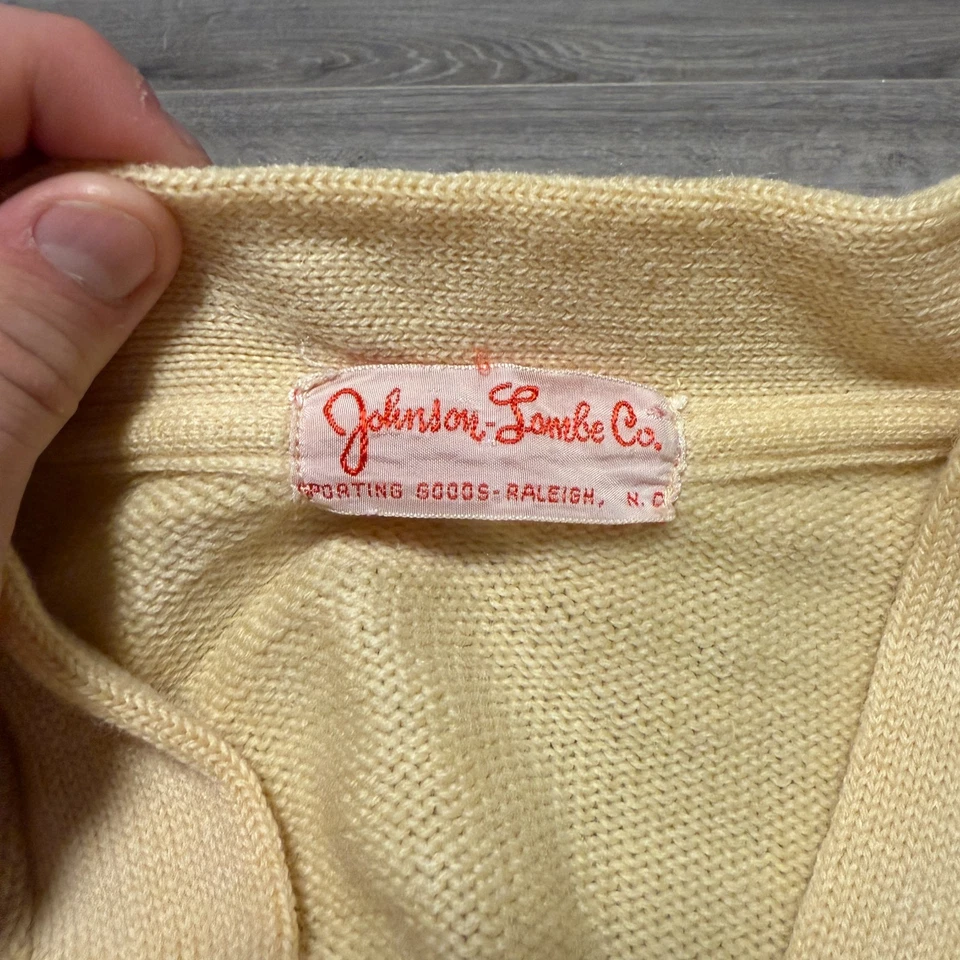 Johnson-Lambe Co.
SPORTING GOODS-RALEIGH, N.C